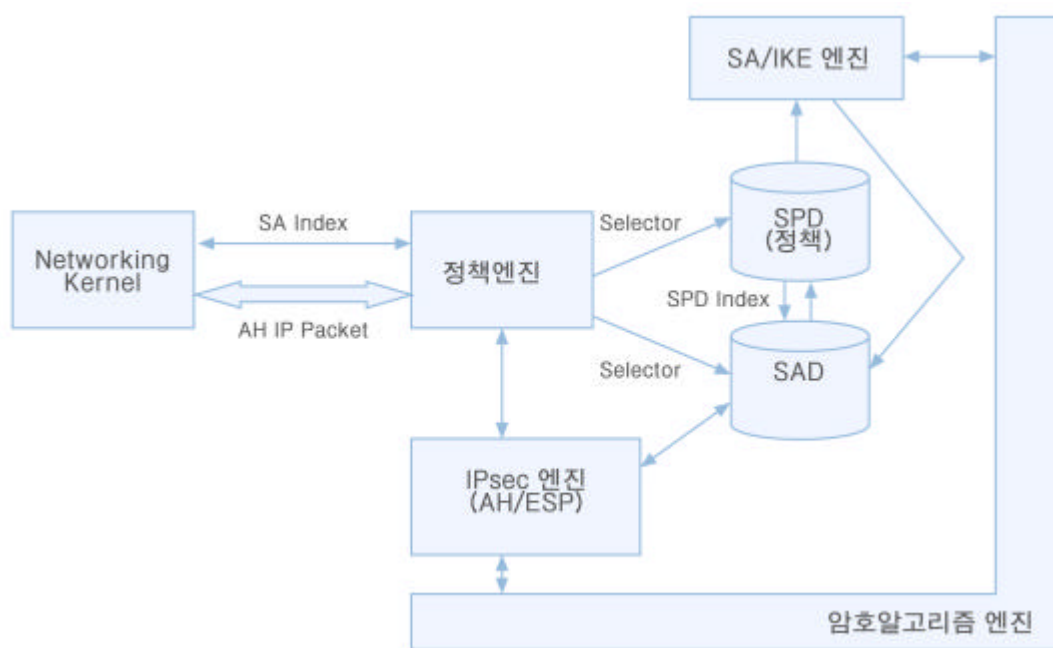 SA/IKE 엔진
SPD
(정책)
SA Index
Selector
Networking
Kernel
정책엔진
SPD Index
AH IP Packet
Selector
SAD
IPsec 엔진
(AH/ESP)
암호알고리즘 엔진